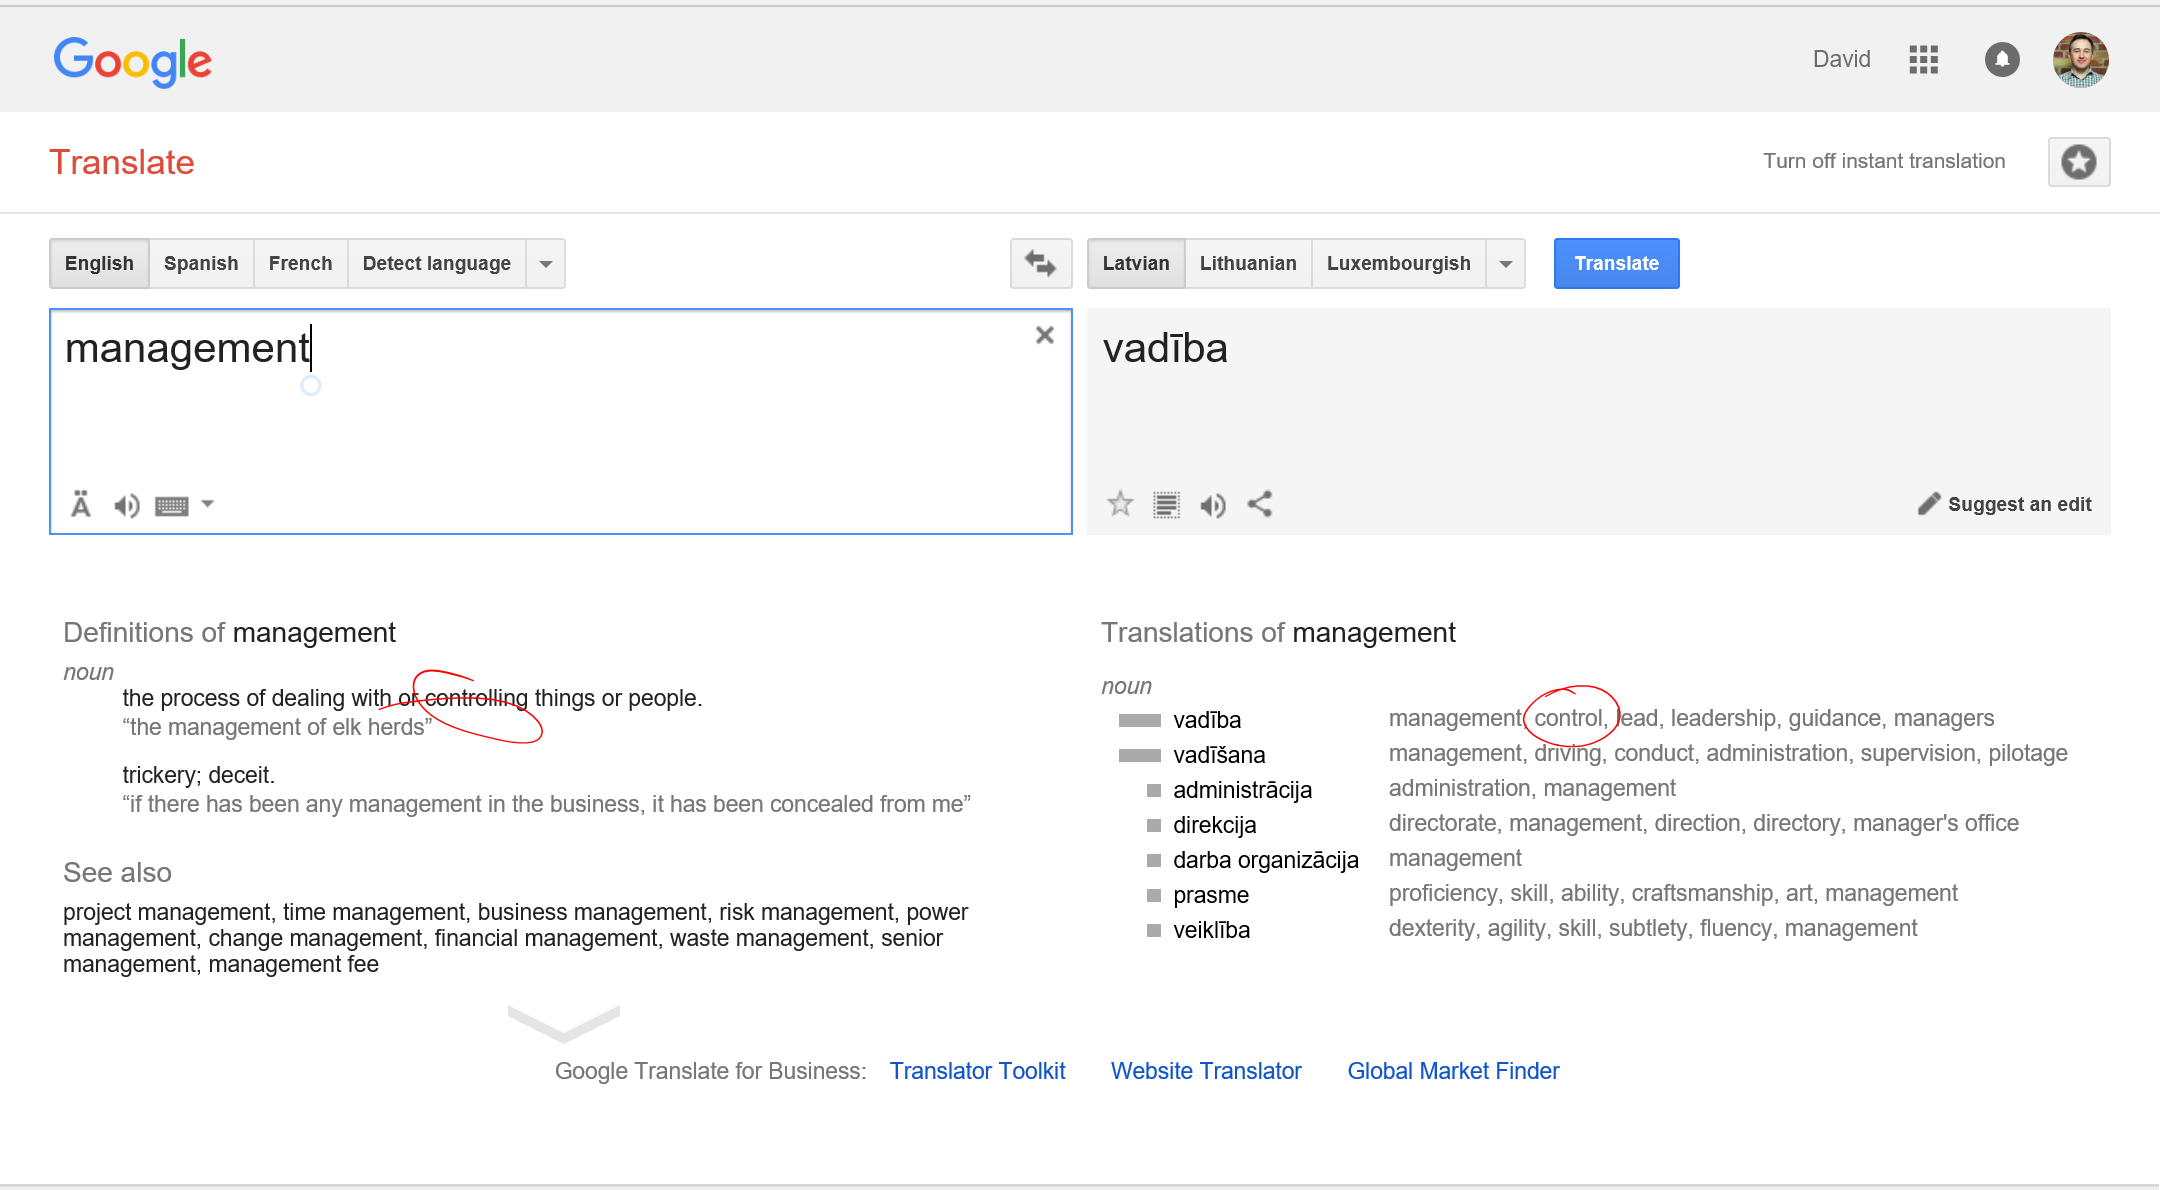 Google
David
Translate
Turn off instant translation
English Spanish French Detect language
Latvian Lithuanian Luxembourgish
Translate
management
vadība
Ä
Suggest an edit
Definitions of management
noun
the process of dealing with or controlling things or people.
“the management of elk herds”
trickery; deceit.
“if there has been any management in the business, it has been concealed from me”
See also
project management, time management, business management, risk management, power
management, change management, financial management, waste management, senior
management, management fee
Translations of management
noun
vadība management, control, lead, leadership, guidance, managers
vadīšana management, driving, conduct, administration, supervision, pilotage
administrācija administration, management
direkcija directorate, management, direction, directory, manager's office
darba organizācija management
prasme proficiency, skill, ability, craftsmanship, art, management
veiklība dexterity, agility, skill, subtlety, fluency, management
Google Translate for Business: Translator Toolkit Website Translator Global Market Finder